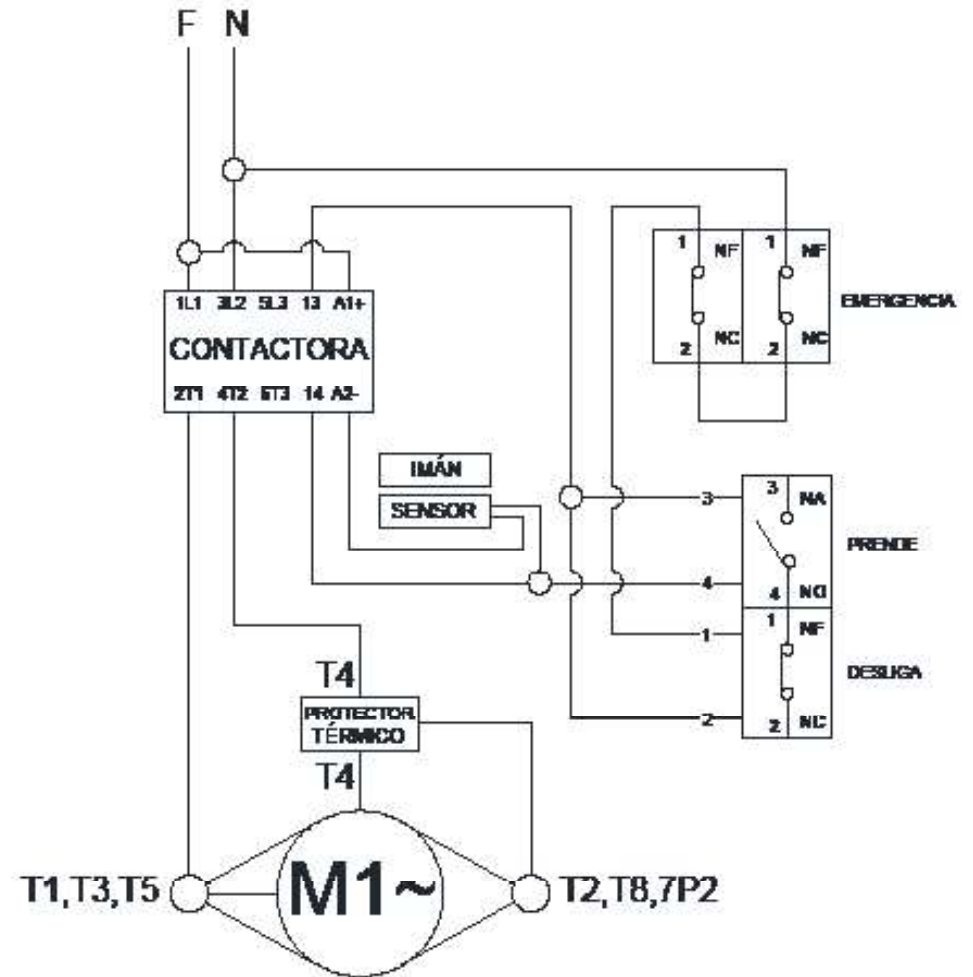 F N
1L1 3L2 5L3 13 A1+
CONTACTORA
2T1 4T2 6T3 14 A2-
1 NF 1 NF
EMERGENCIA
2 NC 2 NC
IMÁN
SENSOR
3 3 NA
PRENDE
4 4 NO
1 1 NF
DESLIGA
2 2 NC
T4
PROTECTOR
TÉRMICO
T4
T1,T3,T5 M1~ T2,T8,7P2